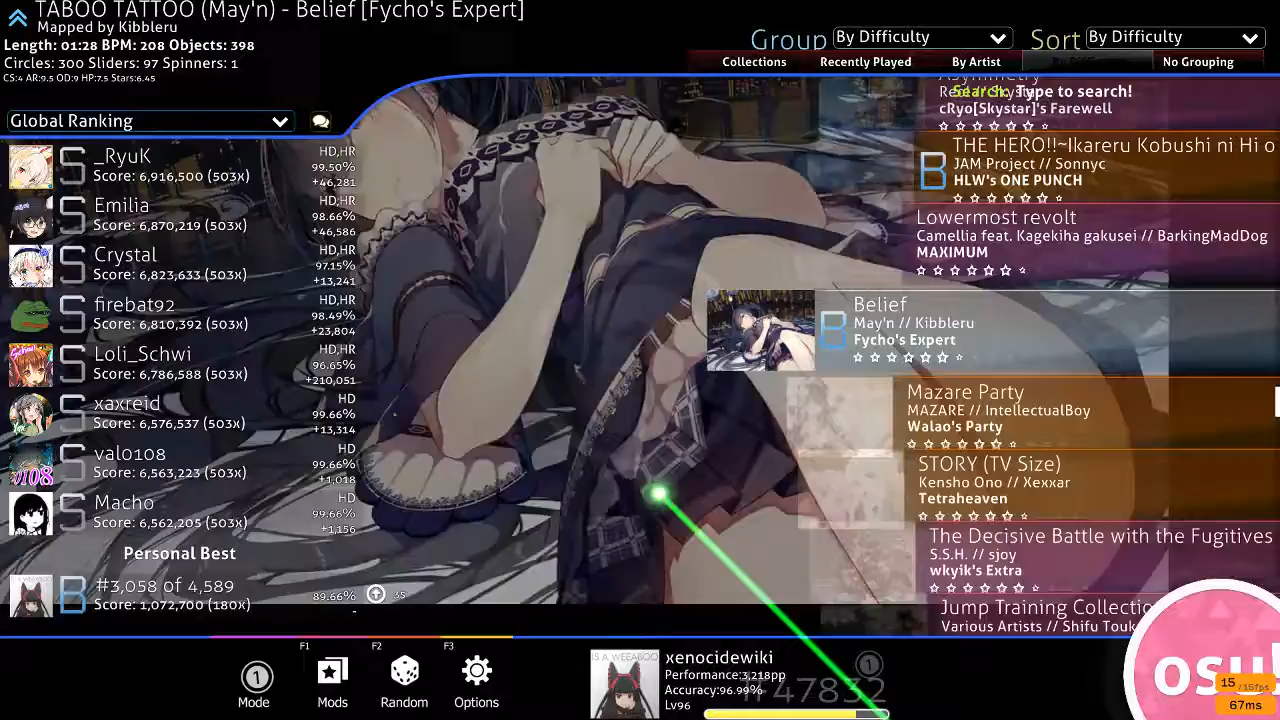 TABOO TATTOO (May'n) - Belief [Fycho's Expert]
Mapped by Kibbleru
Length: 01:28 BPM: 208 Objects: 398
Circles: 300 Sliders: 97 Spinners: 1
CS:4 AR:9.5 OD:9 HP:7.5 Stars:6.45
Group By Difficulty Sort By Difficulty
Collections Recently Played By Artist No Grouping
Global Ranking
Search: Type to search!
cRyo[Skystar]'s Farewell
THE HERO!!~Ikareru Kobushi ni Hi o
B JAM Project // Sonnyc
HLW's ONE PUNCH
Lowermost revolt
Camellia feat. Kagekiha gakusei // BarkingMadDog
MAXIMUM
Belief
B May'n // Kibbleru
Fycho's Expert
Mazare Party
MAZARE // IntellectualBoy
Walao's Party
STORY (TV Size)
Kensho Ono // Xexxar
Tetraheaven
The Decisive Battle with the Fugitives
S.S.H. // sjoy
wkyik's Extra
Jump Training Collectio
Various Artists // Shifu Touk
S _RyuK HD,HR
Score: 6,916,500 (503x) 99.50%
+46,281
S Emilia HD,HR
Score: 6,870,219 (503x) 98.66%
+46,586
S Crystal HD,HR
Score: 6,823,633 (503x) 97.15%
+13,241
S firebat92 HD,HR
Score: 6,810,392 (503x) 98.49%
+23,804
S Loli_Schwi HD,HR
Score: 6,786,588 (503x) 96.65%
+210,051
S xaxreid HD
Score: 6,576,537 (503x) 99.66%
+13,314
S val0108 HD
Score: 6,563,223 (503x) 99.66%
+1,018
S Macho HD
Score: 6,562,205 (503x) 99.66%
+1,156
Personal Best
B #3,058 of 4,589
Score: 1,072,700 (180x) 89.66% 3s
-
F1 F2 F3
Mode Mods Random Options
IS A WEEABOO
xenocidewiki
Performance:3,218pp
Accuracy:96.99%
Lv96
#47832
1
osu!
15 /15fps
67ms